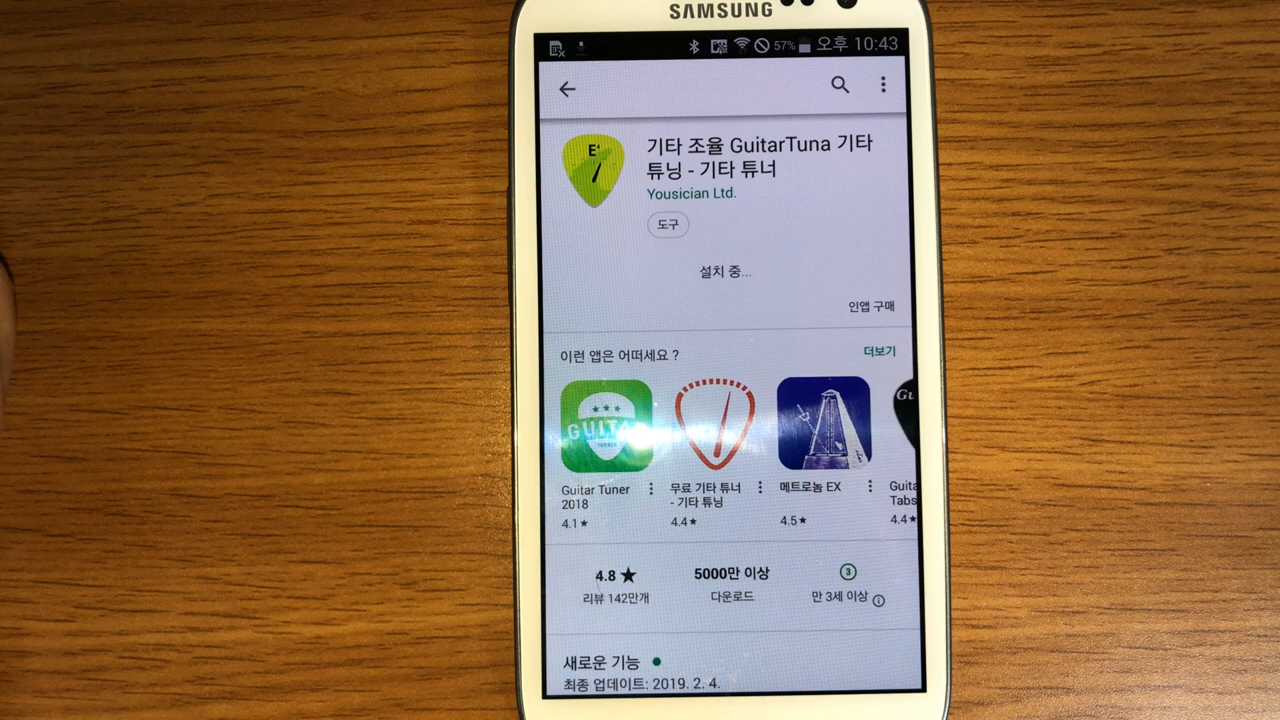 SAMSUNG
57% 오후 10:43
기타 조율 GuitarTuna 기타
튜닝 - 기타 튜너
Yousician Ltd.
도구
설치 중...
인앱 구매
이런 앱은 어떠세요 ?
더보기
GUITAR
TUNER
Gu
Guitar Tuner
2018
4.1★
무료 기타 튜너
- 기타 튜닝
4.4★
메트로놈 EX
4.5★
Guita
Tabs
4.4★
4.8 ★
리뷰 142만개
5000만 이상
다운로드
3
만 3세 이상
새로운 기능
최종 업데이트: 2019. 2. 4.